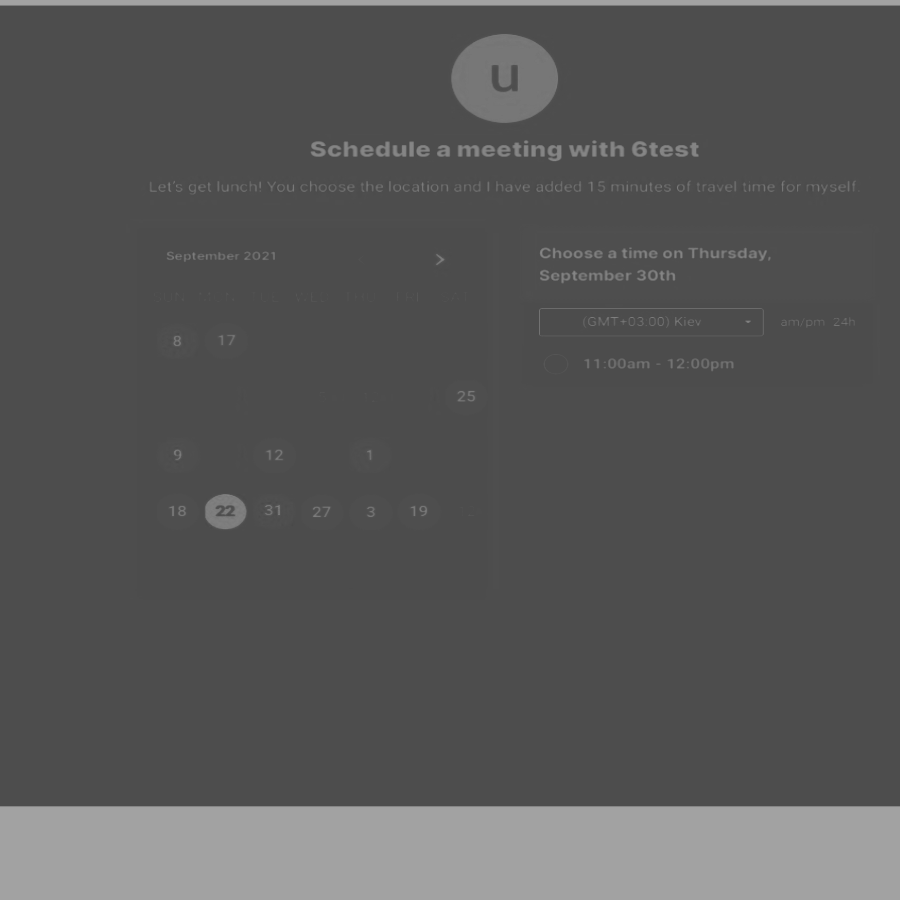 u
Schedule a meeting with 6test
Let's get lunch! You choose the location and I have added 15 minutes of travel time for myself.
September 2021 >
8 17
25
9 12 1
18 22 31 27 3 19
Choose a time on Thursday,
September 30th
(GMT+03:00) Kiev am/pm 24h
11:00am - 12:00pm